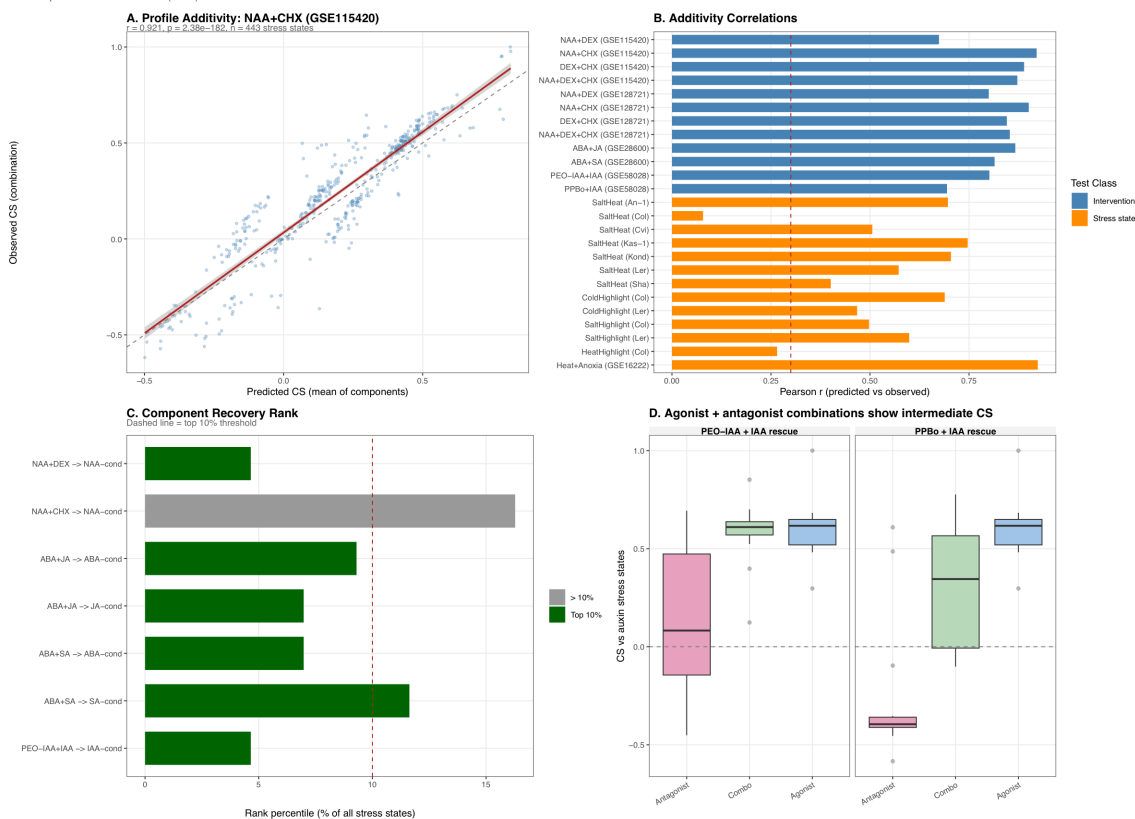 A. Profile Additivity: NAA+CHX (GSE115420)
r = 0.921, p = 2.38e−182, n = 443 stress states
Observed CS (combination)
1.0
0.5
0.0
−0.5
−0.5
0.0
0.5
Predicted CS (mean of components)
B. Additivity Correlations
NAA+DEX (GSE115420)
NAA+CHX (GSE115420)
DEX+CHX (GSE115420)
NAA+DEX+CHX (GSE115420)
NAA+DEX (GSE128721)
NAA+CHX (GSE128721)
DEX+CHX (GSE128721)
NAA+DEX+CHX (GSE128721)
ABA+JA (GSE28600)
ABA+SA (GSE28600)
PEO−IAA+IAA (GSE58028)
PPBo+IAA (GSE58028)
SaltHeat (An−1)
SaltHeat (Col)
SaltHeat (Cvi)
SaltHeat (Kas−1)
SaltHeat (Kond)
SaltHeat (Ler)
SaltHeat (Sha)
ColdHighlight (Col)
ColdHighlight (Ler)
SaltHighlight (Col)
SaltHighlight (Ler)
HeatHighlight (Col)
Heat+Anoxia (GSE16222)
0.00
0.25
0.50
0.75
Pearson r (predicted vs observed)
Test Class
Intervention
Stress state
C. Component Recovery Rank
Dashed line = top 10% threshold
NAA+DEX −> NAA−cond
NAA+CHX −> NAA−cond
ABA+JA −> ABA−cond
ABA+JA −> JA−cond
ABA+SA −> ABA−cond
ABA+SA −> SA−cond
PEO−IAA+IAA −> IAA−cond
0
5
10
15
Rank percentile (% of all stress states)
> 10%
Top 10%
D. Agonist + antagonist combinations show intermediate CS
PEO−IAA + IAA rescue
PPBo + IAA rescue
CS vs auxin stress states
1.0
0.5
0.0
−0.5
Antagonist
Combo
Agonist
Antagonist
Combo
Agonist